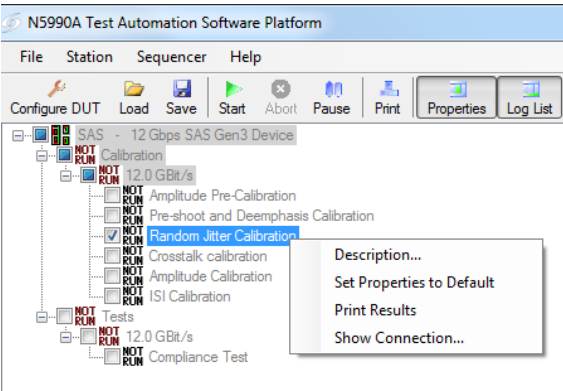 N5990A Test Automation Software Platform
File Station Sequencer Help
Configure DUT Load Save Start Abort Pause Print Properties Log List
SAS - 12 Gbps SAS Gen3 Device
NOT RUN Calibration
NOT RUN 12.0 GBit/s
NOT RUN Amplitude Pre-Calibration
NOT RUN Pre-shoot and Deemphasis Calibration
NOT RUN Random Jitter Calibration
NOT RUN Crosstalk calibration
NOT RUN Amplitude Calibration
NOT RUN ISI Calibration
NOT RUN Tests
NOT RUN 12.0 GBit/s
NOT RUN Compliance Test
Description...
Set Properties to Default
Print Results
Show Connection...